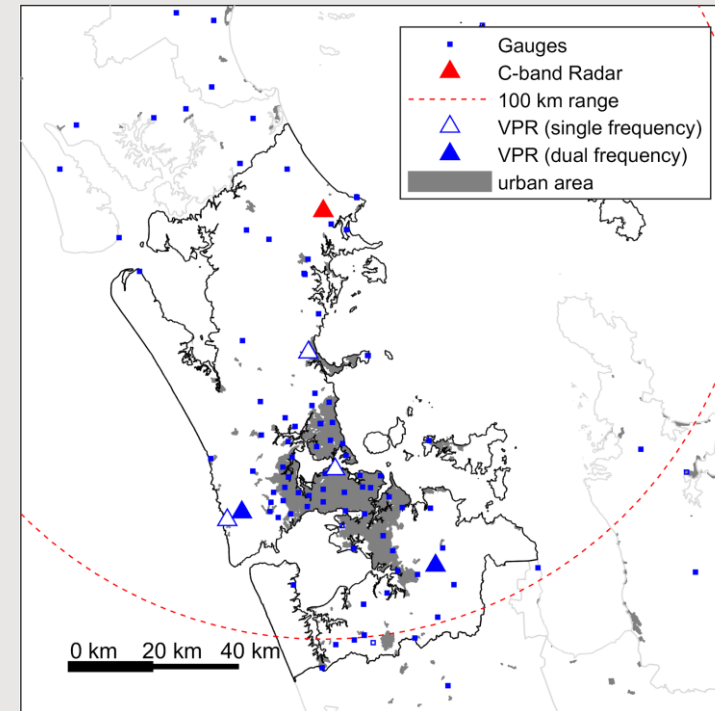 Gauges
C-band Radar
100 km range
VPR (single frequency)
VPR (dual frequency)
urban area
0 km 20 km 40 km